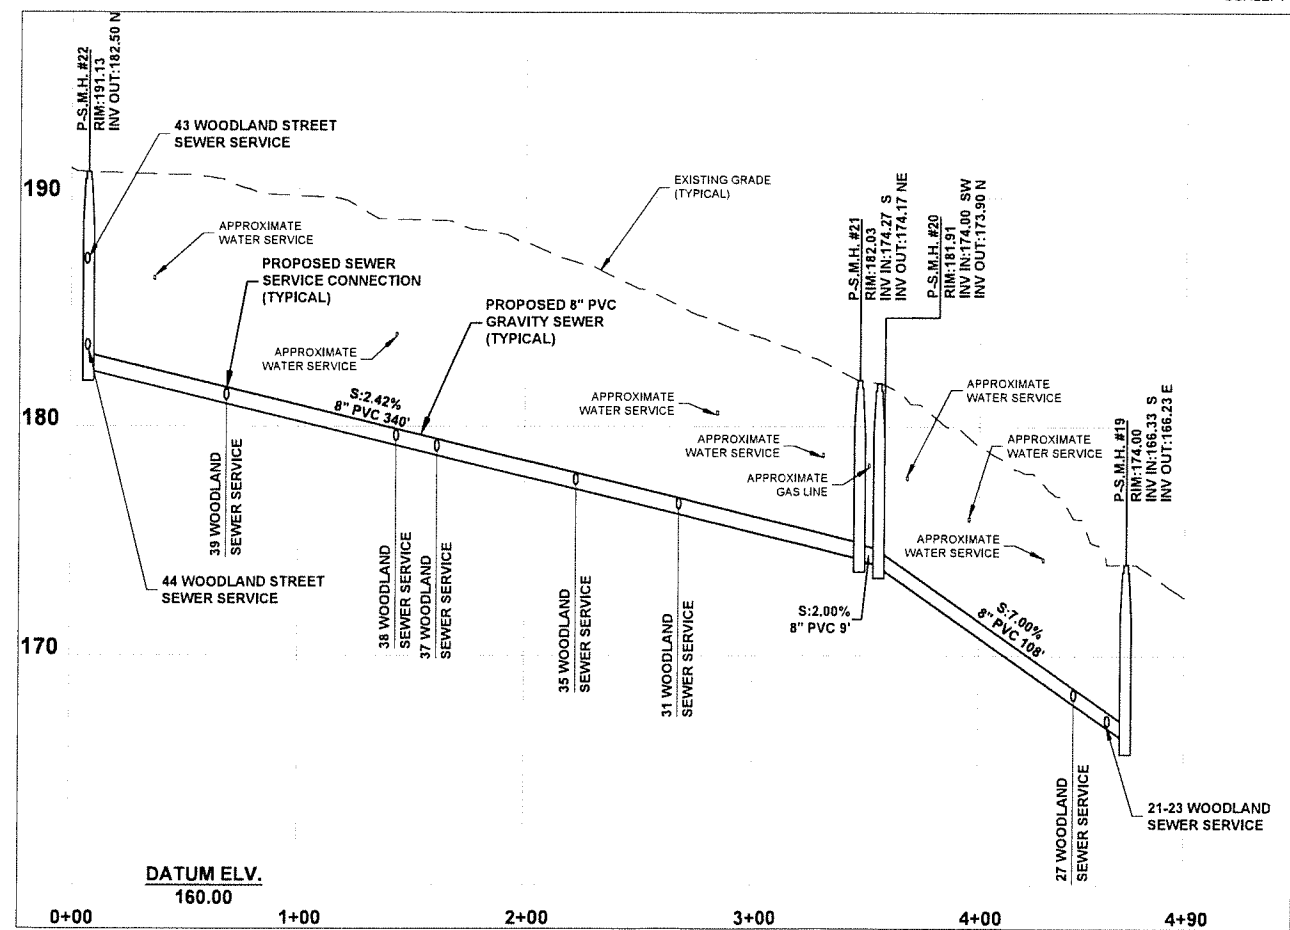 P-S.M.H. #22
RIM:191.13
INV OUT:182.50 N
43 WOODLAND STREET
SEWER SERVICE
190
APPROXIMATE
WATER SERVICE
PROPOSED SEWER
SERVICE CONNECTION
(TYPICAL)
EXISTING GRADE
(TYPICAL)
PROPOSED 8" PVC
GRAVITY SEWER
(TYPICAL)
APPROXIMATE
WATER SERVICE
P-S.M.H. #21
RIM:182.03
INV IN:174.27 S
INV OUT:174.17 NE
P-S.M.H. #20
RIM:181.91
INV IN:174.00 SW
INV OUT:173.90 N
S:2.42%
8" PVC 340'
180
APPROXIMATE
WATER SERVICE
APPROXIMATE
WATER SERVICE
APPROXIMATE
GAS LINE
APPROXIMATE
WATER SERVICE
APPROXIMATE
WATER SERVICE
APPROXIMATE
WATER SERVICE
P-S.M.H. #19
RIM:174.00
INV IN:166.33 S
INV OUT:166.23 E
39 WOODLAND
SEWER SERVICE
44 WOODLAND STREET
SEWER SERVICE
38 WOODLAND
SEWER SERVICE
37 WOODLAND
SEWER SERVICE
35 WOODLAND
SEWER SERVICE
31 WOODLAND
SEWER SERVICE
S:2.00%
8" PVC 9'
S:7.00%
8" PVC 108'
170
27 WOODLAND
SEWER SERVICE
21-23 WOODLAND
SEWER SERVICE
DATUM ELV.
160.00
0+00
1+00
2+00
3+00
4+00
4+90